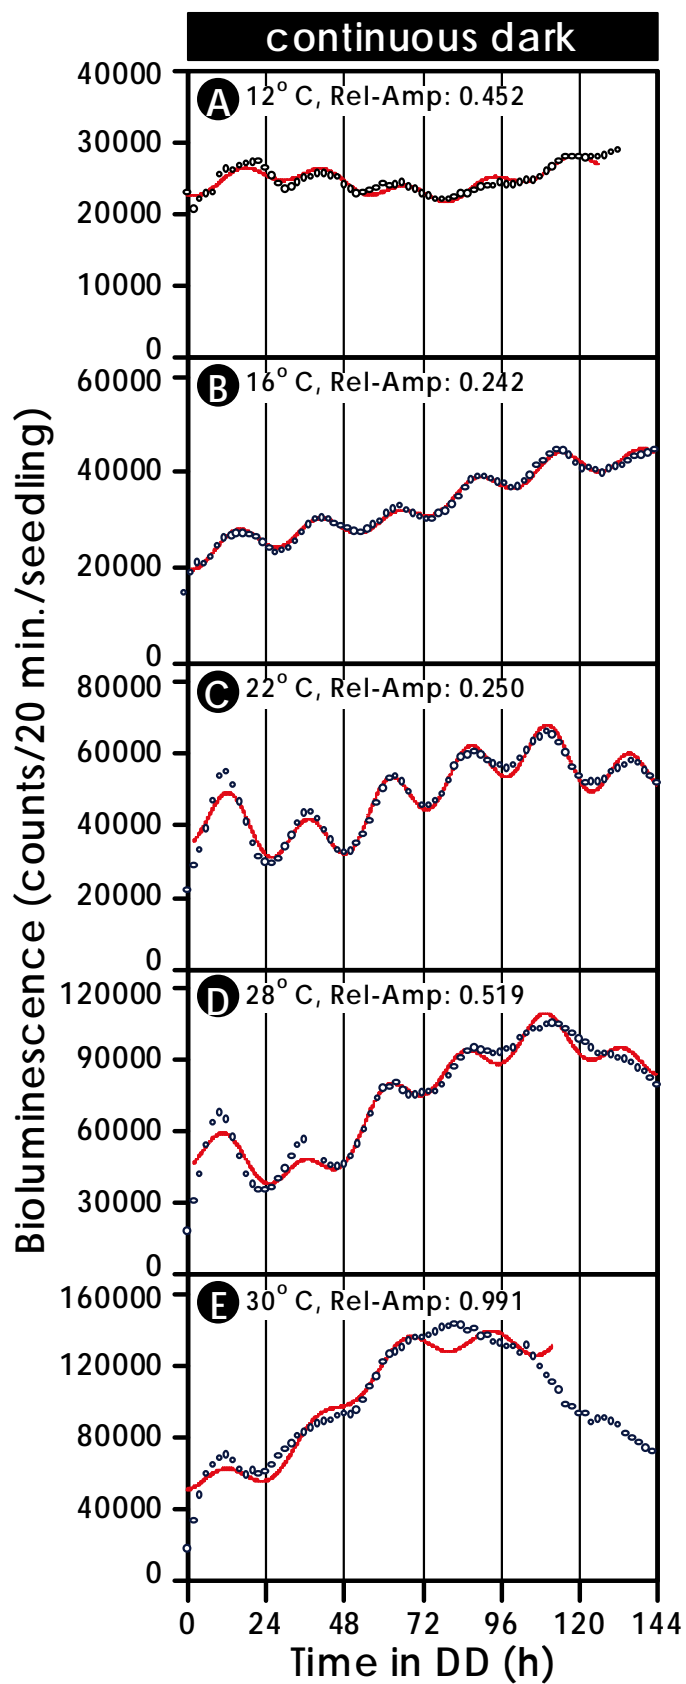 continuous dark
Bioluminescence (counts/20 min./seedling)
A 12° C, Rel-Amp: 0.452
40000
30000
20000
10000
0
B 16° C, Rel-Amp: 0.242
60000
40000
20000
0
C 22° C, Rel-Amp: 0.250
80000
60000
40000
20000
0
D 28° C, Rel-Amp: 0.519
120000
90000
60000
30000
0
E 30° C, Rel-Amp: 0.991
160000
120000
80000
40000
0
0 24 48 72 96 120 144
Time in DD (h)